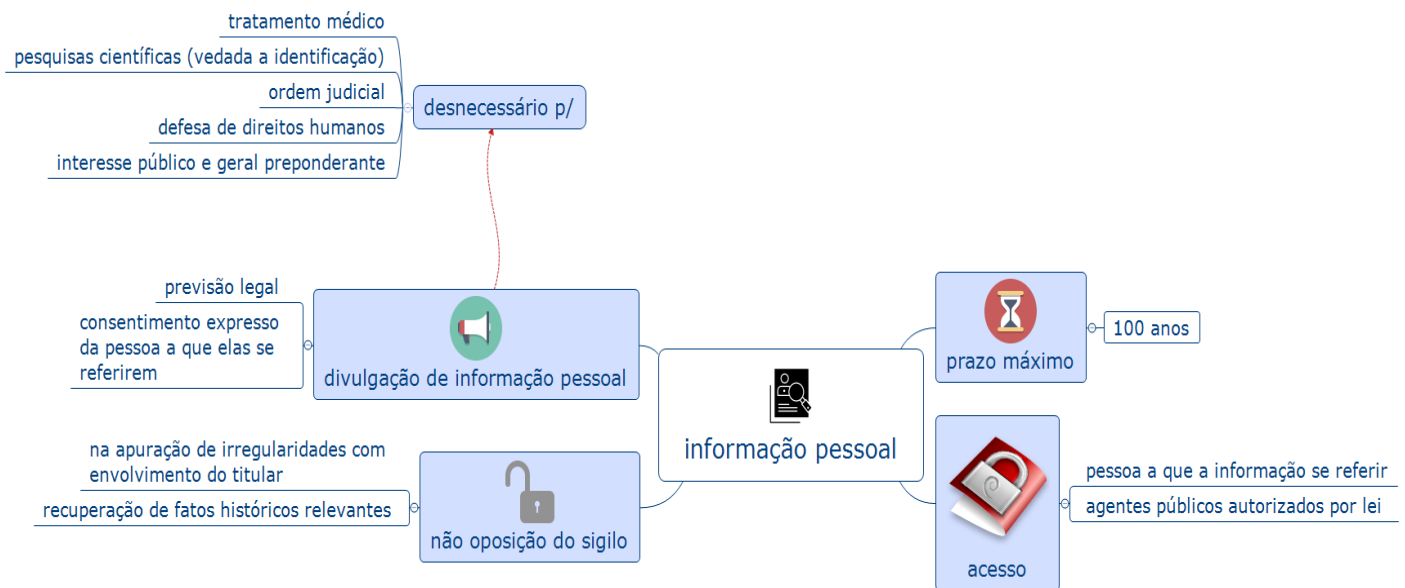 tratamento médico
pesquisas científicas (vedada a identificação)
ordem judicial
defesa de direitos humanos
interesse público e geral preponderante
desnecessário p/
previsão legal
consentimento expresso
da pessoa a que elas se
referirem
divulgação de informação pessoal
na apuração de irregularidades com
envolvimento do titular
recuperação de fatos históricos relevantes
não oposição do sigilo
informação pessoal
prazo máximo
100 anos
acesso
pessoa a que a informação se referir
agentes públicos autorizados por lei